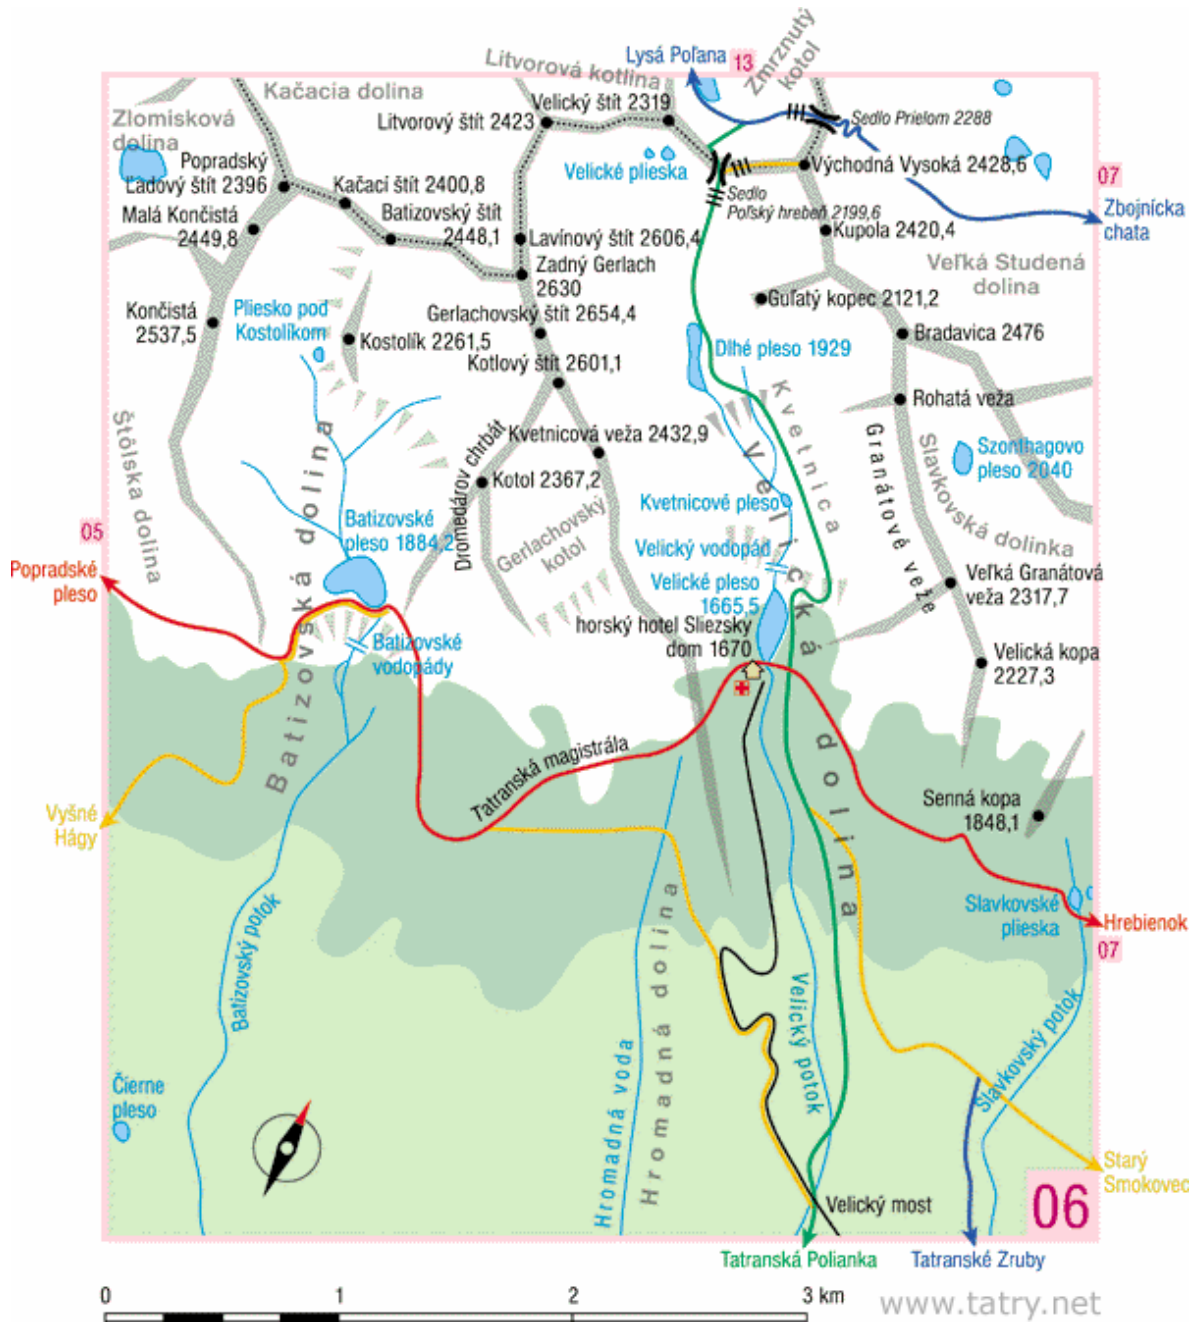 Lysá Poľana
13
Zmrznutý
kotol
Litvorová kotlina
Kačacia dolina
Velický štít 2319
Zlomisková
dolina
Litvorový štít 2423
Sedlo Prielom 2288
Popradský
Ľadový štít 2396
Velické plieska
Východná Vysoká 2428,6
07
Kačací štít 2400,8
Sedlo
Poľský hrebeň 2199,6
Malá Končistá
2449,8
Batizovský štít
2448,1
Zbojnícka
chata
Lavínový štít 2606,4
Kupola 2420,4
Zadný Gerlach
2630
Veľká Studená
dolina
Guľatý kopec 2121,2
Končistá
2537,5
Pliesko pod
Kostolíkom
Gerlachovský štít 2654,4
Kostolík 2261,5
Bradavica 2476
Dlhé pleso 1929
Kotlový štít 2601,1
Rohatá veža
Kvetnica
Štôlska dolina
Batizovská dolina
Dromedárov chrbát
Kvetnicová veža 2432,9
Velická dolina
Granátové veže
Slavkovská dolinka
Szonthagovo
pleso 2040
Kotol 2367,2
Kvetnicové pleso
05
Batizovské
pleso 1884,2
Gerlachovský
kotol
Velický vodopád
Popradské
pleso
Velické pleso
1665,5
Veľká Granátová
veža 2317,7
horský hotel Sliezsky
dom 1670
Batizovské
vodopády
Velická kopa
2227,3
Tatranská magistrála
Vyšné
Hágy
Senná kopa
1848,1
Slavkovské
plieska
Hrebienok
07
Batizovský potok
Hromadná dolina
Velický potok
Hromadná voda
Slavkovský potok
Čierne
pleso
Starý
Smokovec
06
Velický most
Tatranská Polianka
Tatranské Zruby
0
1
2
3 km
www.tatry.net